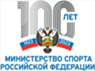 100 ЛЕТ
МИНИСТЕРСТВО СПОРТА
РОССИЙСКОЙ ФЕДЕРАЦИИ